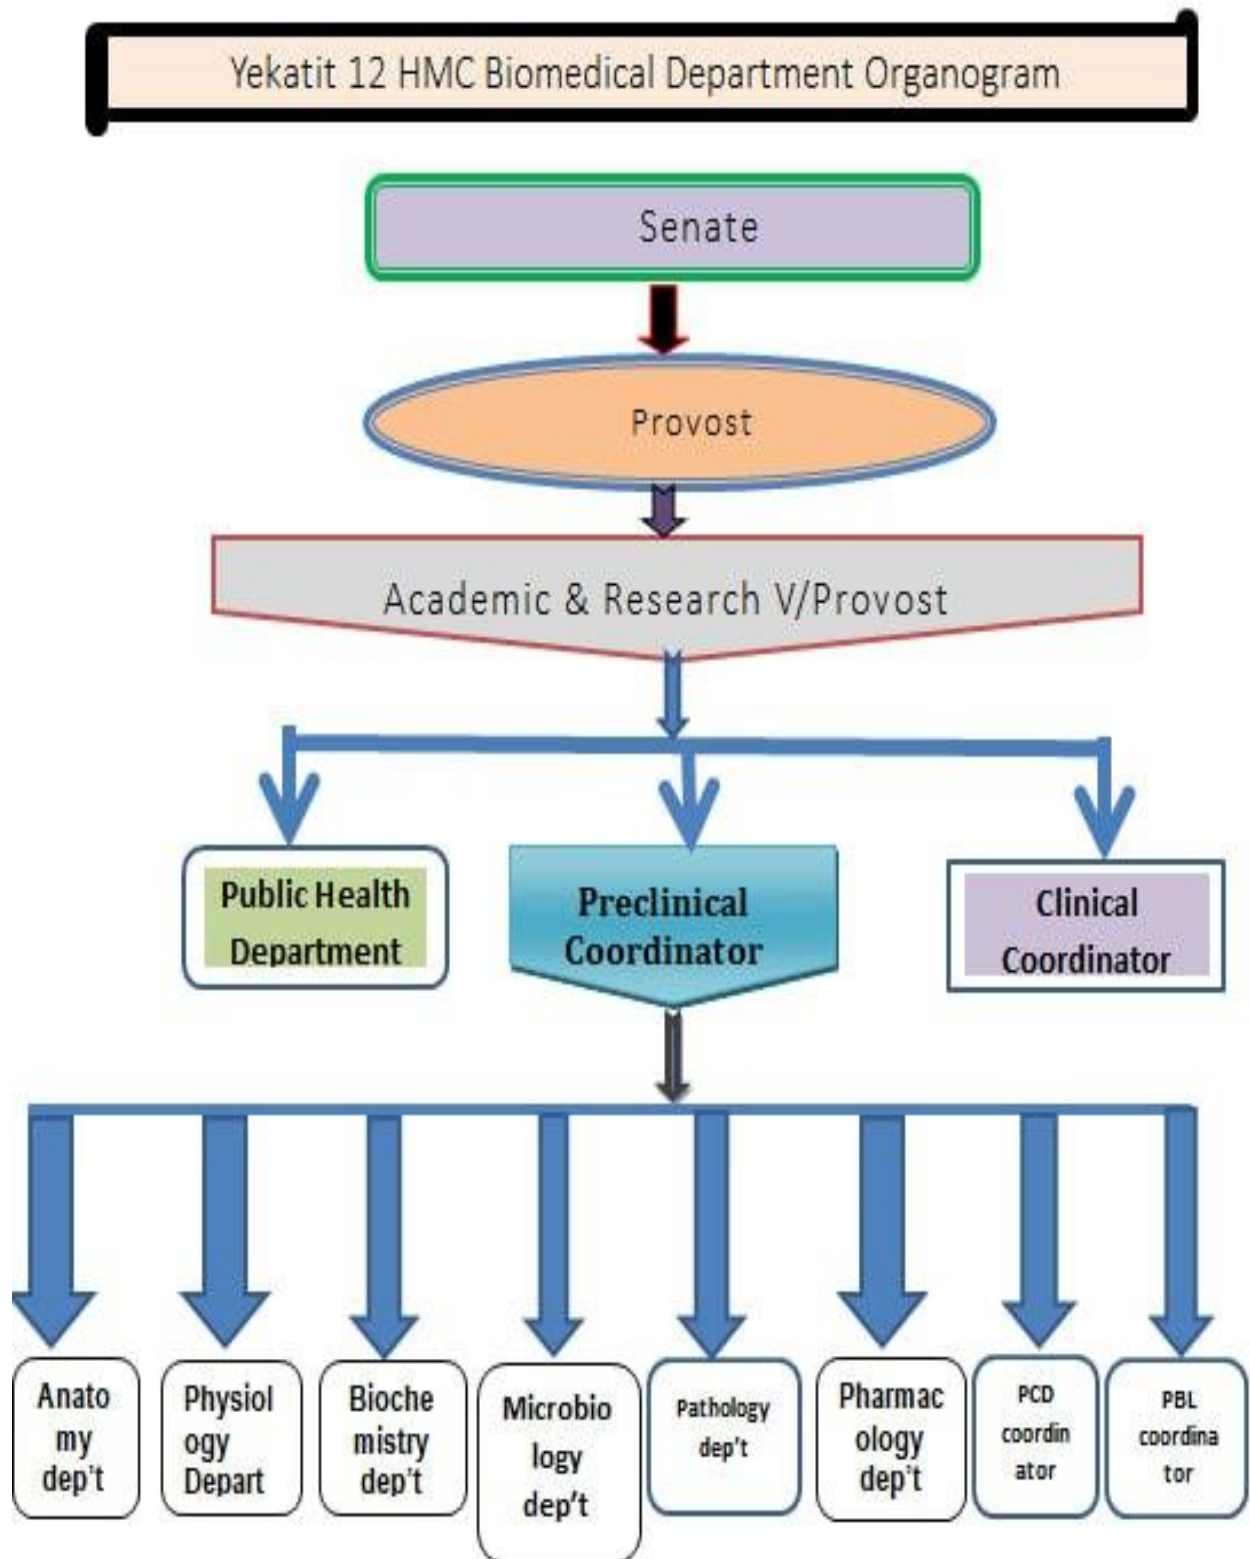 Yekatit 12 HMC Biomedical Department Organogram
Senate
Provost
Academic & Research V/Provost
Public Health
Department
Preclinical
Coordinator
Clinical
Coordinator
Anato
my
dep't
Physiol
ogy
Depart
Bioche
mistry
dep't
Microbio
logy
dep't
Pathology
dep't
Pharmac
ology
dep't
PCD
coordin
ator
PBL
coordina
tor